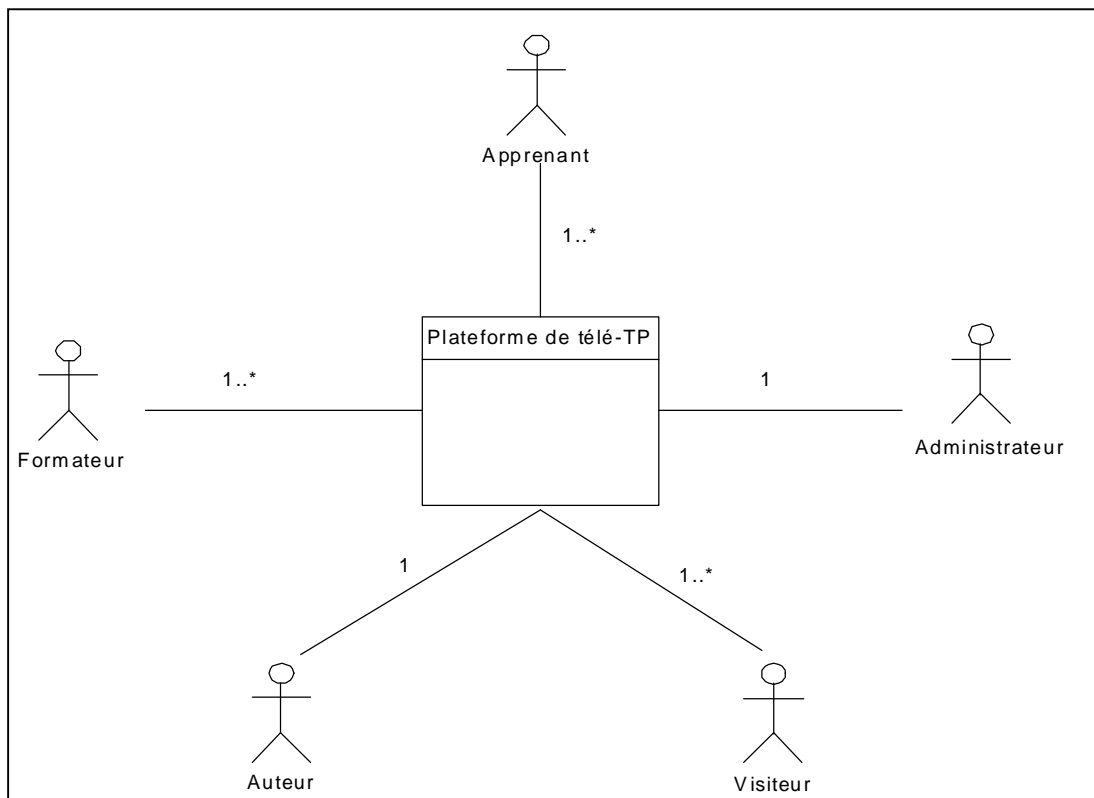 Apprenant
1..*
Plateforme de télé-TP
1..*
1
Formateur
Administrateur
1
1..*
Auteur
Visiteur